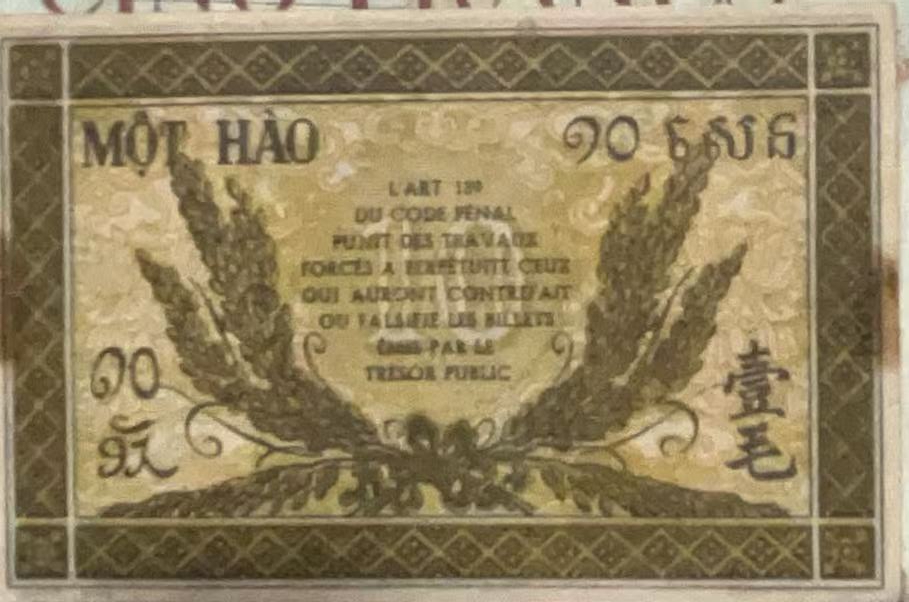 MỘT HÀO
១០ សេន
L'ART 139
DU CODE PÉNAL
PUNIT DES TRAVAUX
FORCÉS A PERPÉTUITÉ CEUX
QUI AURONT CONTREFAIT
OU FALSIFIÉ LES BILLETS
ÉMIS PAR LE
TRÉSOR PUBLIC
10
໑໐
壹毛